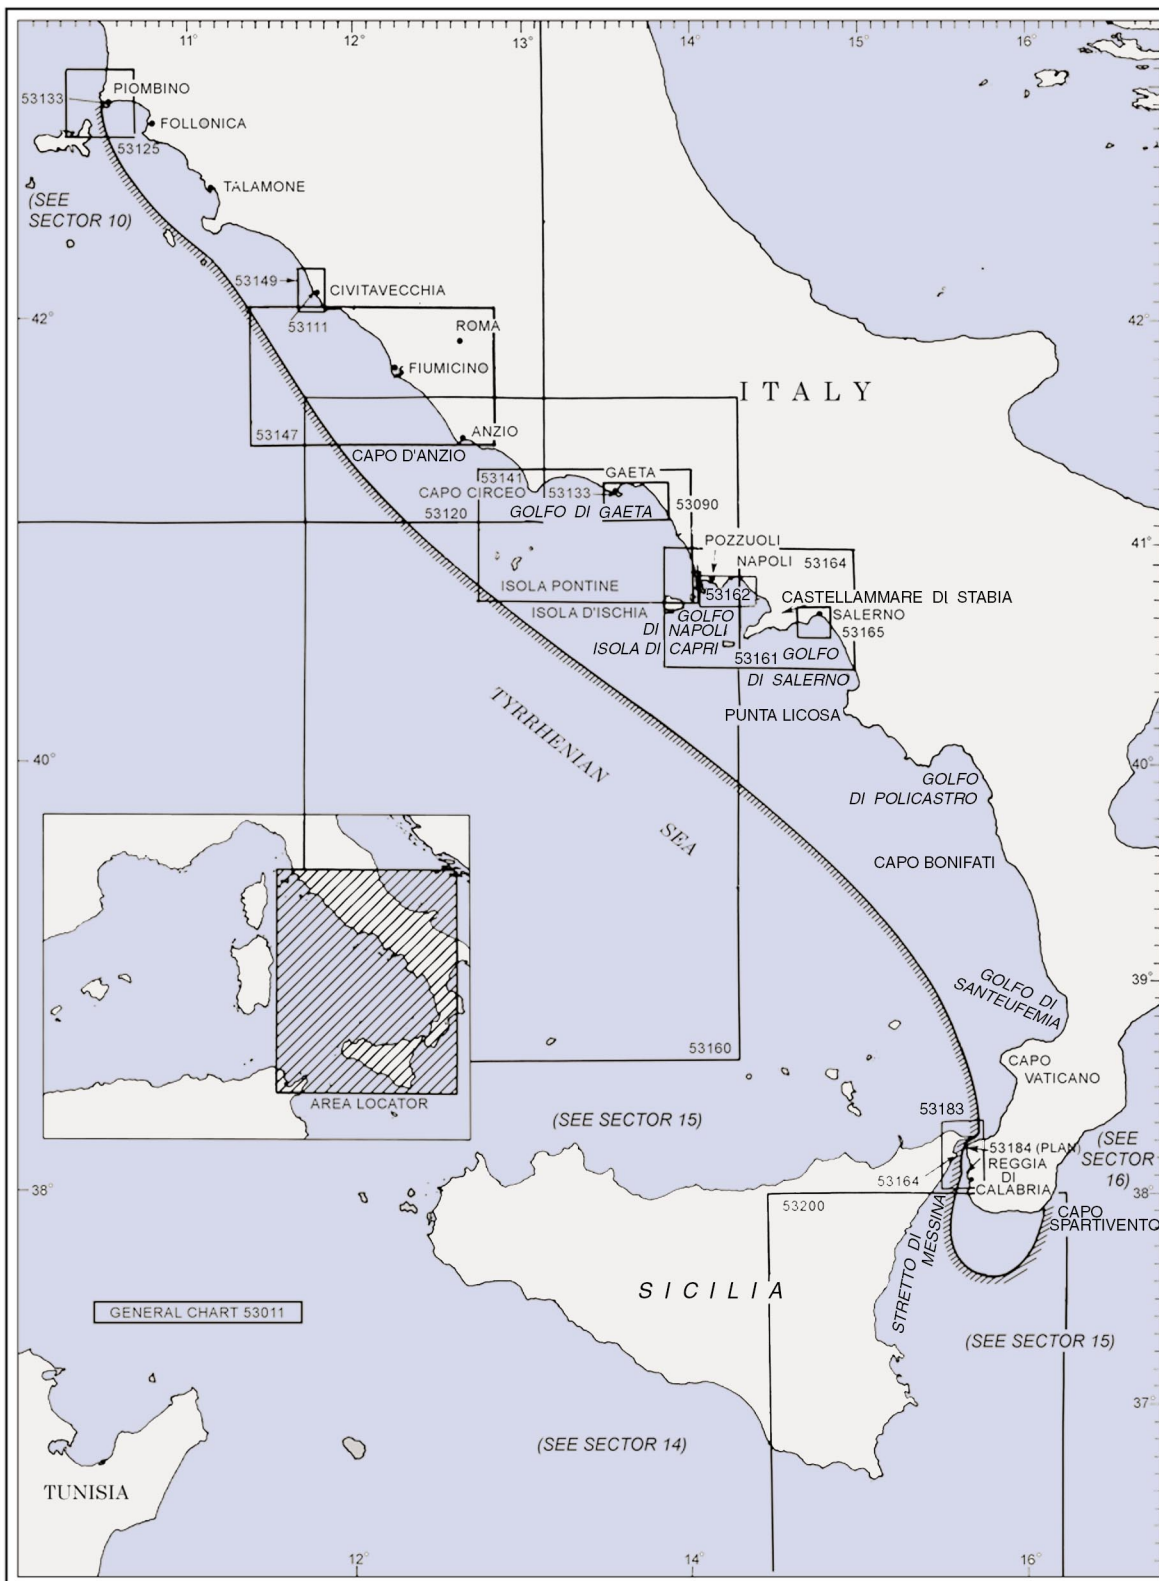 11°
12°
13°
14°
15°
16°
53133
PIOMBINO
FOLLONICA
53125
TALAMONE
(SEE
SECTOR 10)
53149
CIVITAVECCHIA
53111
42°
42°
ROMA
FIUMICINO
ITALY
53147
ANZIO
CAPO D'ANZIO
53141
GAETA
CAPO CIRCEO
53133
53090
53120
GOLFO DI GAETA
POZZUOLI
41°
NAPOLI
53164
ISOLA PONTINE
53162
CASTELLAMMARE DI STABIA
ISOLA D'ISCHIA
GOLFO
DI NAPOLI
SALERNO
53165
ISOLA DI CAPRI
53161
GOLFO
DI SALERNO
TYRRHENIAN
SEA
PUNTA LICOSA
40°
40°
GOLFO
DI POLICASTRO
CAPO BONIFATI
39°
GOLFO DI
SANTEUFEMIA
53160
CAPO
VATICANO
AREA LOCATOR
(SEE SECTOR 15)
53183
53184 (PLAN)
(SEE
SECTOR
16)
REGGIA
DI
CALABRIA
53164
38°
38°
53200
CAPO
SPARTIVENTO
STRETTO DI
MESSINA
SICILIA
GENERAL CHART 53011
(SEE SECTOR 15)
37°
(SEE SECTOR 14)
TUNISIA
12°
14°
16°